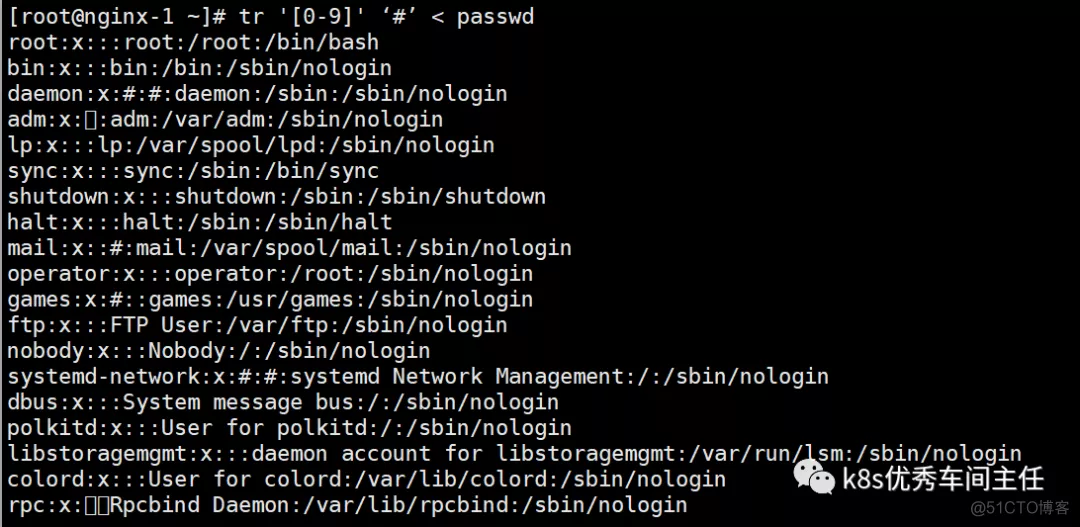 [root@nginx-1 ~]# tr '[0-9]' ‘#’ < passwd
root:x:::root:/root:/bin/bash
bin:x:::bin:/bin:/sbin/nologin
daemon:x:#:#:daemon:/sbin:/sbin/nologin
adm:x:▯:adm:/var/adm:/sbin/nologin
lp:x:::lp:/var/spool/lpd:/sbin/nologin
sync:x:::sync:/sbin:/bin/sync
shutdown:x:::shutdown:/sbin:/sbin/shutdown
halt:x:::halt:/sbin:/sbin/halt
mail:x::#:mail:/var/spool/mail:/sbin/nologin
operator:x:::operator:/root:/sbin/nologin
games:x:#::games:/usr/games:/sbin/nologin
ftp:x:::FTP User:/var/ftp:/sbin/nologin
nobody:x:::Nobody:/:/sbin/nologin
systemd-network:x:#:#:systemd Network Management:/:/sbin/nologin
dbus:x:::System message bus:/:/sbin/nologin
polkitd:x:::User for polkitd:/:/sbin/nologin
libstoragemgmt:x:::daemon account for libstoragemgmt:/var/run/lsm:/sbin/nologin
colord:x:::User for colord:/var/lib/colord:/sbin/nologin
rpc:x:▯▯Rpcbind Daemon:/var/lib/rpcbind:/sbin/nologin
k8s优秀车间主任
@51CTO博客